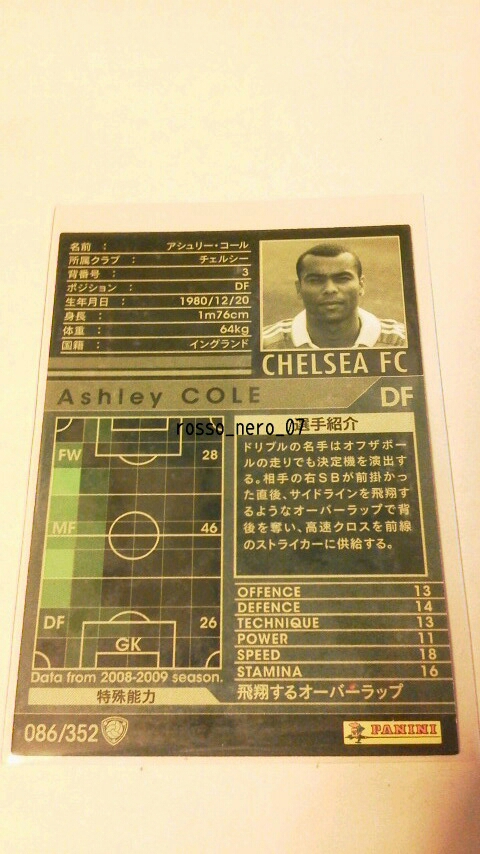 名前 : アシュリー・コール
所属クラブ : チェルシー
背番号 : 3
ポジション : DF
生年月日 : 1980/12/20
身長 : 1m76cm
体重 : 64kg
国籍 : イングランド
CHELSEA FC
Ashley COLE DF
rosso_nero_07
選手紹介
ドリブルの名手はオフザボー
ルの走りでも決定機を演出す
る。相手の右SBが前掛かっ
た直後、サイドラインを飛翔す
るようなオーバーラップで背
後を奪い、高速クロスを前線
のストライカーに供給する。
FW 28
MF 46
DF 26
GK
Data from 2008-2009 season.
OFFENCE 13
DEFENCE 14
TECHNIQUE 13
POWER 11
SPEED 18
STAMINA 16
特殊能力 飛翔するオーバーラップ
086/352
PANINI